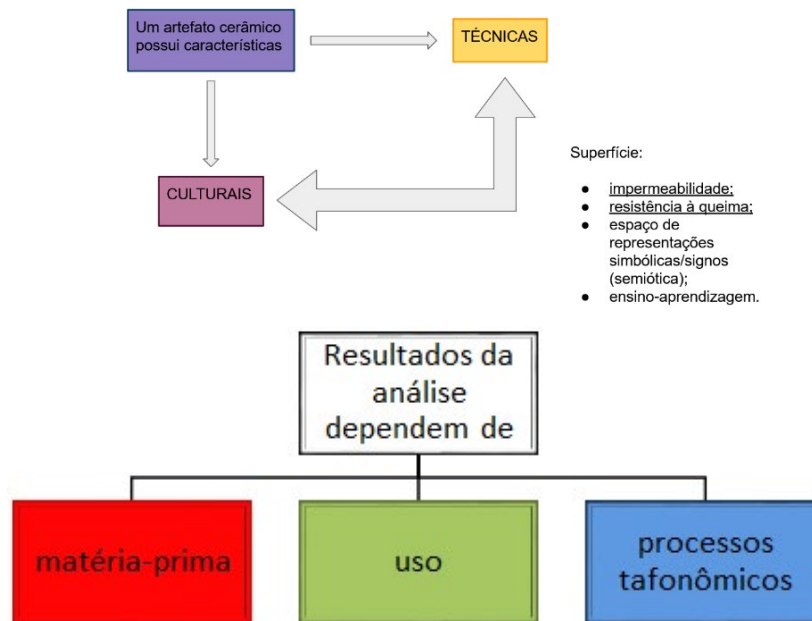 Um artefato cerâmico
possui características
TÉCNICAS
CULTURAIS
Superfície:
● impermeabilidade;
● resistência à queima;
● espaço de
representações
simbólicas/signos
(semiótica);
● ensino-aprendizagem.
Resultados da
análise
dependem de
matéria-prima
uso
processos
tafonômicos